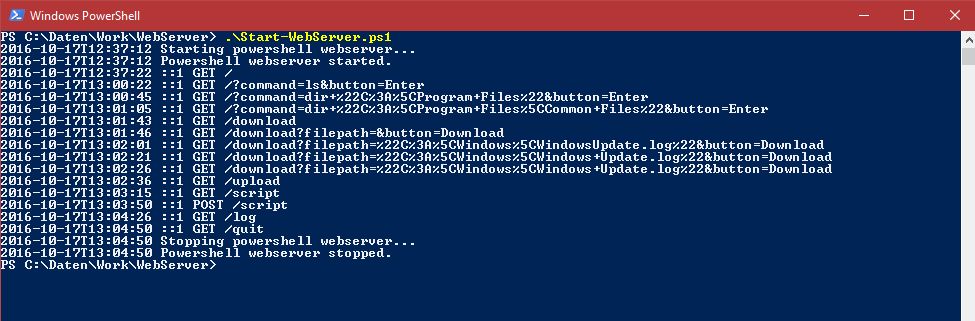 Windows PowerShell
PS C:\Daten\Work\WebServer> .\Start-WebServer.ps1
2016-10-17T12:37:12 Starting powershell webserver...
2016-10-17T12:37:12 Powershell webserver started.
2016-10-17T12:37:22 ::1 GET /
2016-10-17T13:00:22 ::1 GET /?command=ls&button=Enter
2016-10-17T13:00:45 ::1 GET /?command=dir+%22C%3A%5CProgram+Files%22&button=Enter
2016-10-17T13:01:05 ::1 GET /?command=dir+%22C%3A%5CProgram+Files%5CCommon+Files%22&button=Enter
2016-10-17T13:01:43 ::1 GET /download
2016-10-17T13:01:46 ::1 GET /download?filepath=&button=Download
2016-10-17T13:02:01 ::1 GET /download?filepath=%22C%3A%5CWindows%5CWindowsUpdate.log%22&button=Download
2016-10-17T13:02:21 ::1 GET /download?filepath=%22C%3A%5CWindows%5CWindows+Update.log%22&button=Download
2016-10-17T13:02:26 ::1 GET /download?filepath=%22C%3A%5CWindows%5CWindows+Update.log%22&button=Download
2016-10-17T13:02:36 ::1 GET /upload
2016-10-17T13:03:15 ::1 GET /script
2016-10-17T13:03:50 ::1 POST /script
2016-10-17T13:04:26 ::1 GET /log
2016-10-17T13:04:50 ::1 GET /quit
2016-10-17T13:04:50 Stopping powershell webserver...
2016-10-17T13:04:50 Powershell webserver stopped.
PS C:\Daten\Work\WebServer>